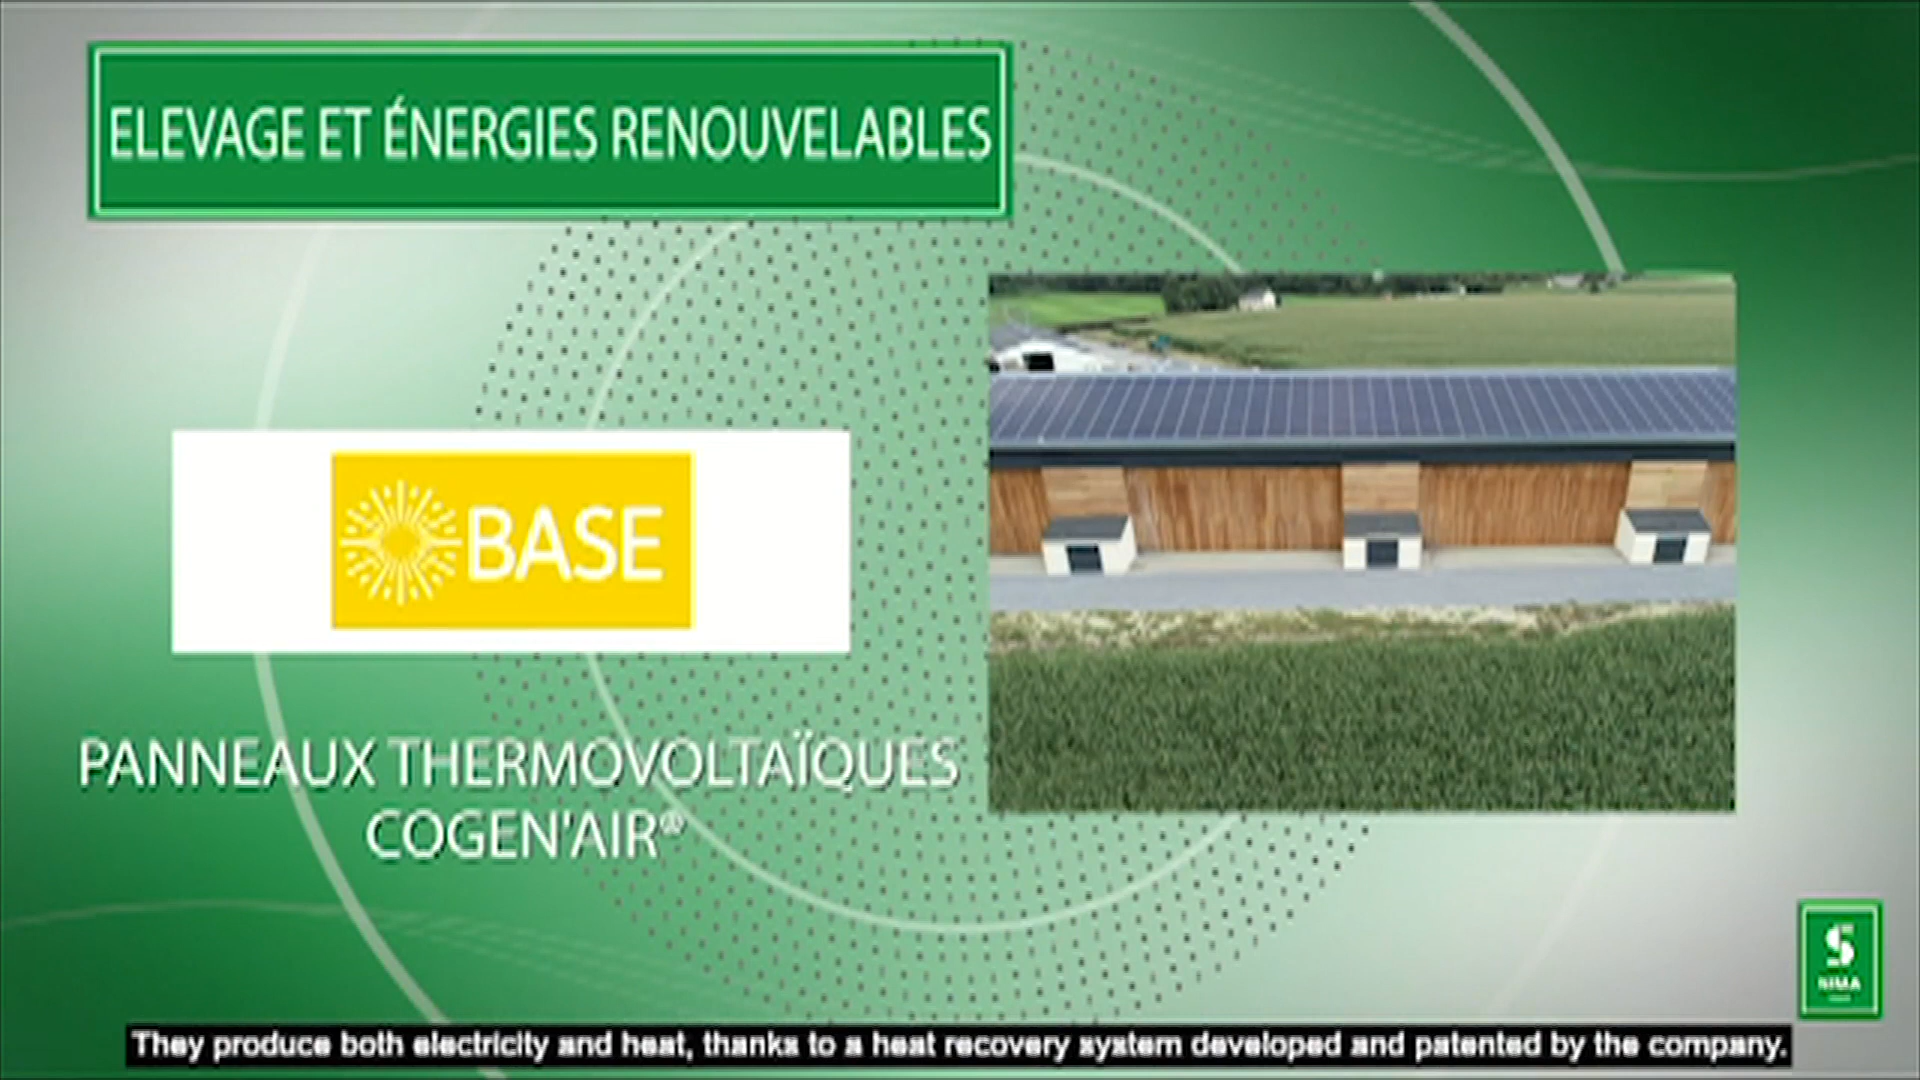 ELEVAGE ET ÉNERGIES RENOUVELABLES
BASE
PANNEAUX THERMOVOLTAÏQUES
COGEN'AIR®
S
SIMA
They produce both electricity and heat, thanks to a heat recovery system developed and patented by the company.